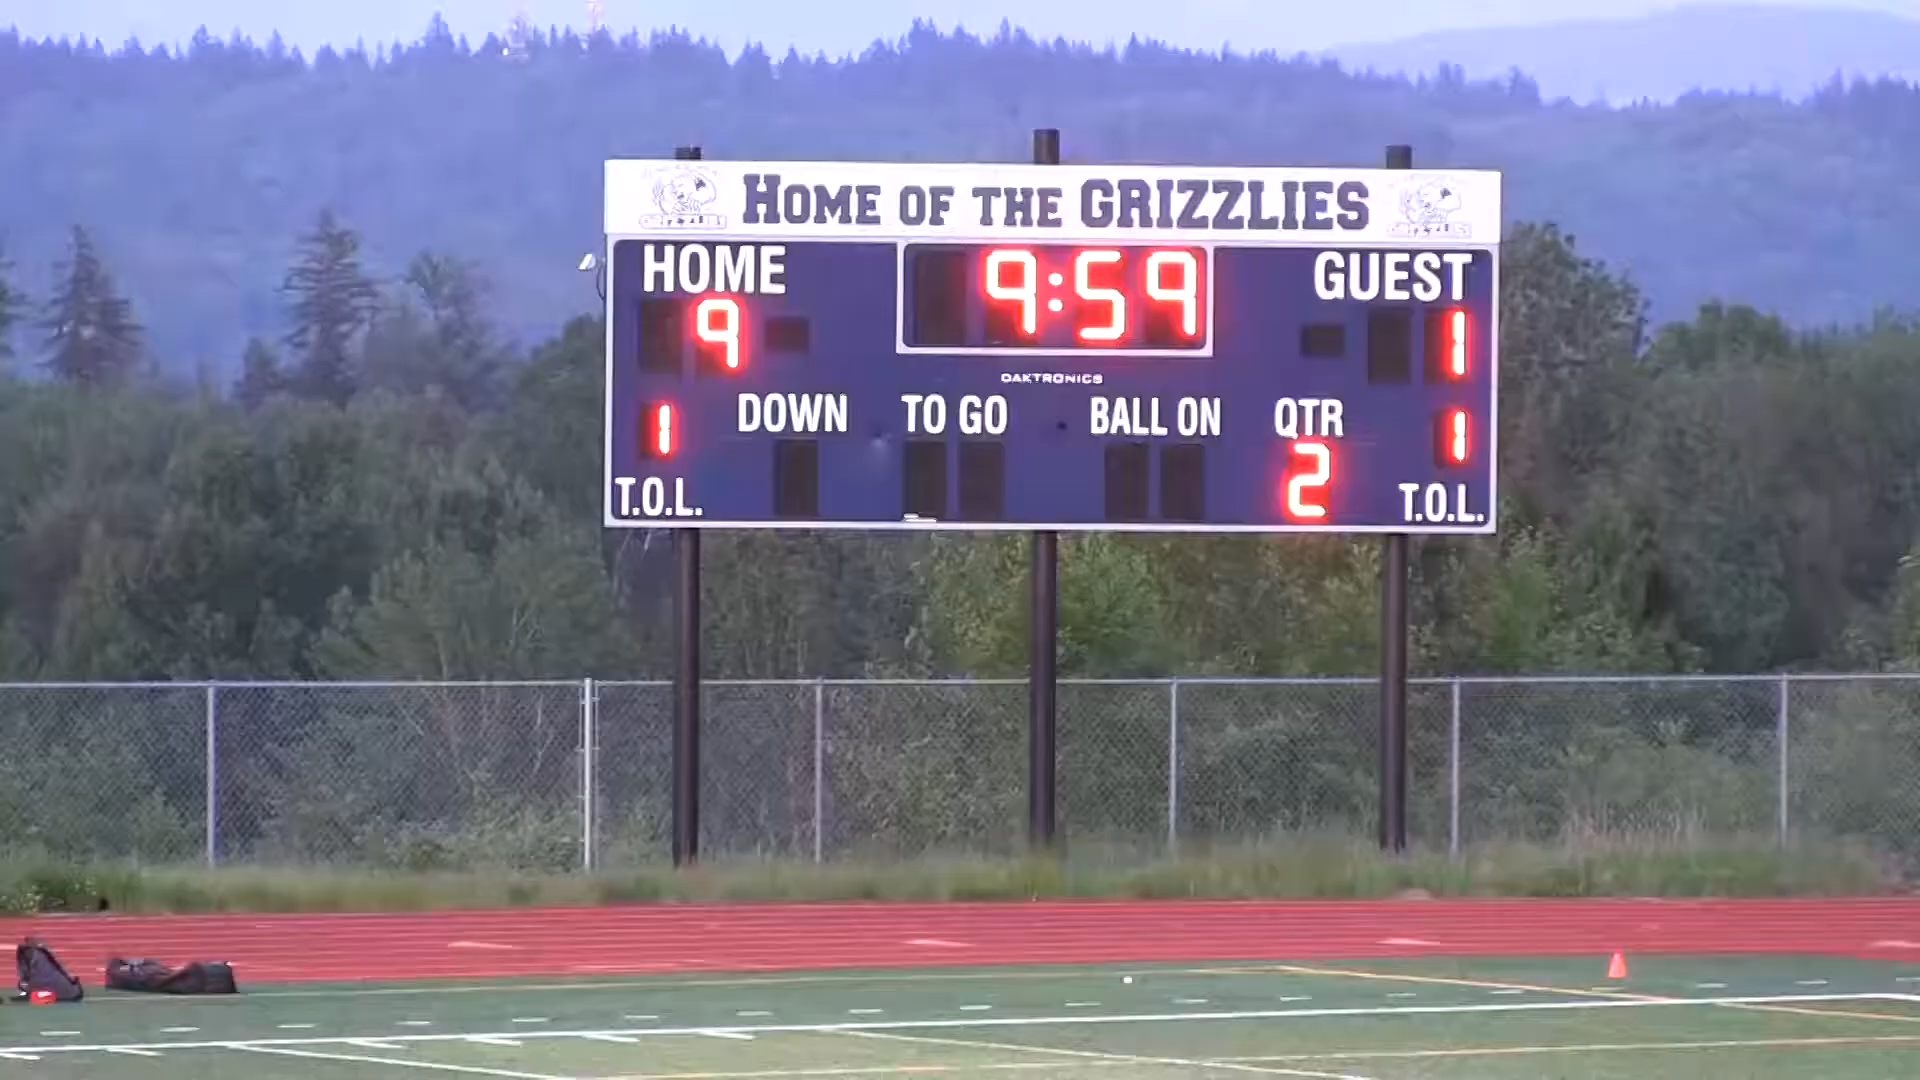 HOME OF THE GRIZZLIES
HOME 9:59 GUEST
9 1
DAKTRONICS
1 DOWN TO GO BALL ON QTR 1
2
T.O.L. T.O.L.